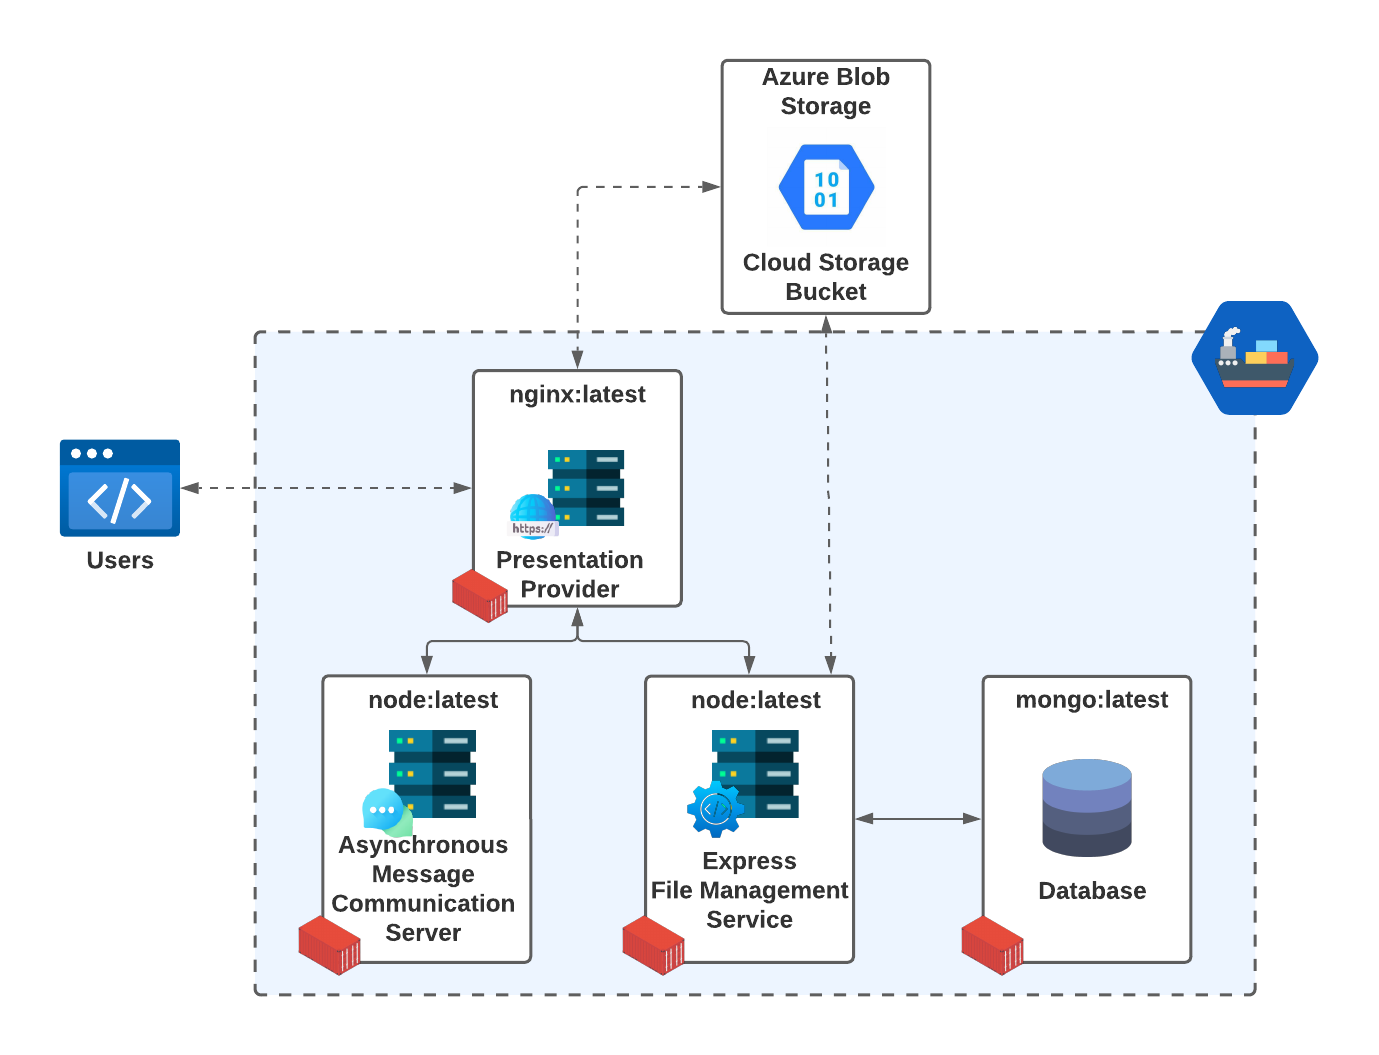 Azure Blob
Storage
10
01
Cloud Storage
Bucket
nginx:latest
https://
Presentation
Provider
</>
Users
node:latest
Asynchronous
Message
Communication
Server
node:latest
</>
Express
File Management
Service
mongo:latest
Database